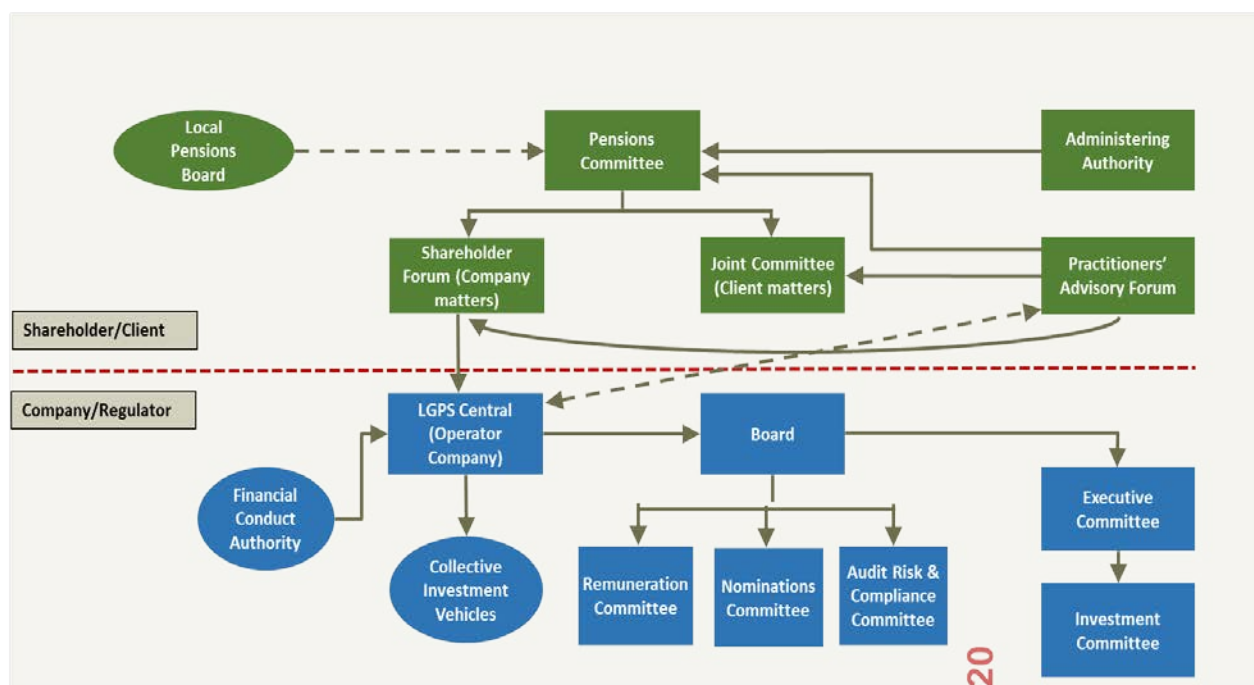 Local
Pensions
Board
Pensions
Committee
Administering
Authority
Shareholder
Forum (Company
matters)
Joint Committee
(Client matters)
Practitioners'
Advisory Forum
Shareholder/Client
Company/Regulator
LGPS Central
(Operator
Company)
Board
Financial
Conduct
Authority
Executive
Committee
Collective
Investment
Vehicles
Remuneration
Committee
Nominations
Committee
Audit Risk &
Compliance
Committee
Investment
Committee
20